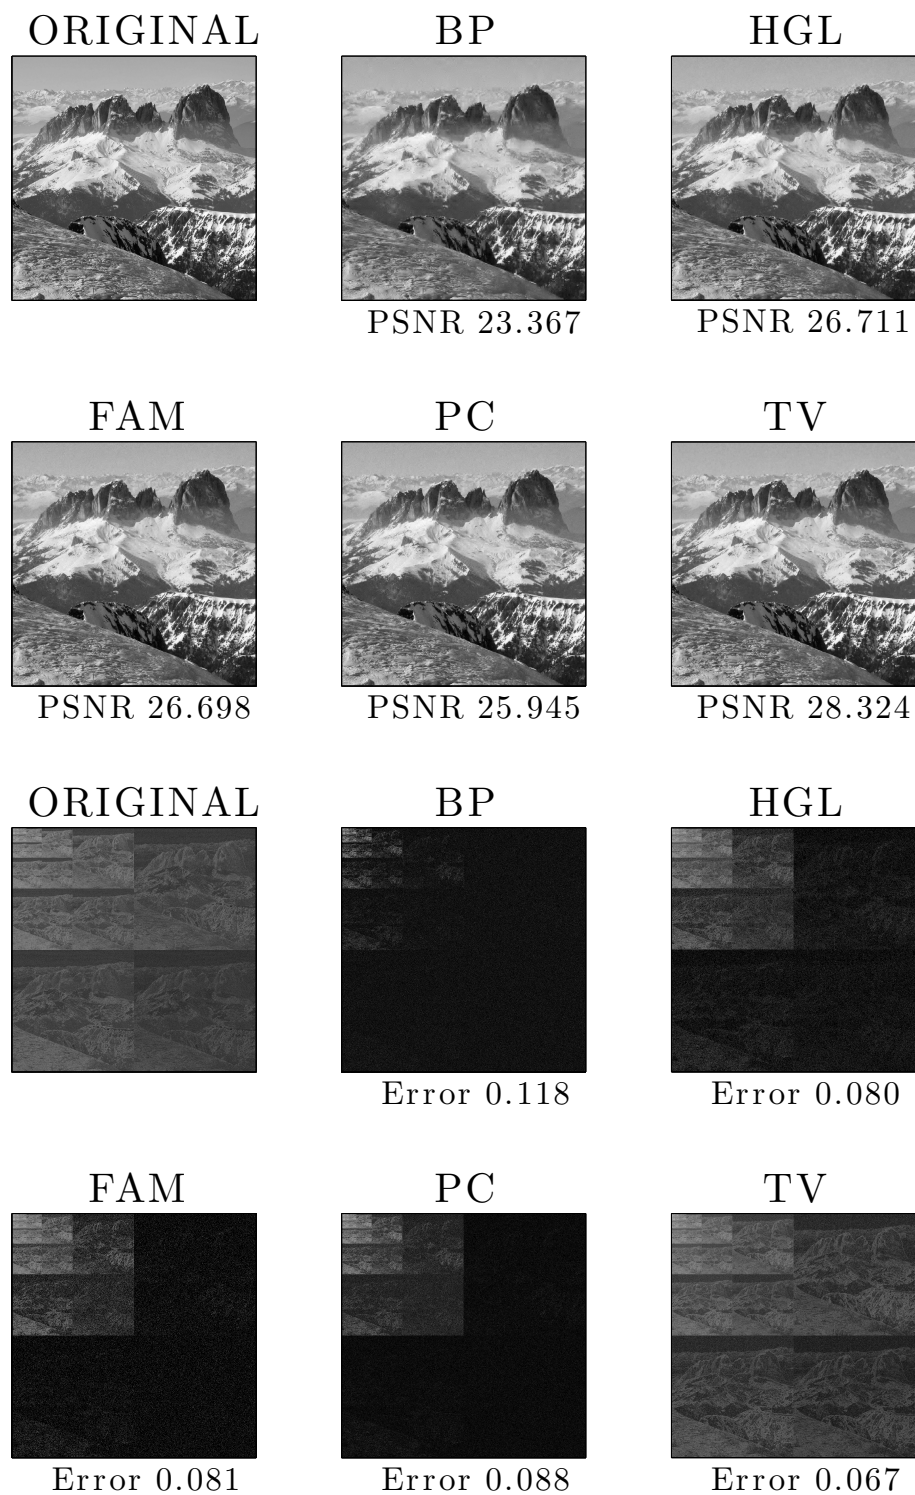 ORIGINAL BP HGL
PSNR 23.367 PSNR 26.711
FAM PC TV
PSNR 26.698 PSNR 25.945 PSNR 28.324
ORIGINAL BP HGL
Error 0.118 Error 0.080
FAM PC TV
Error 0.081 Error 0.088 Error 0.067